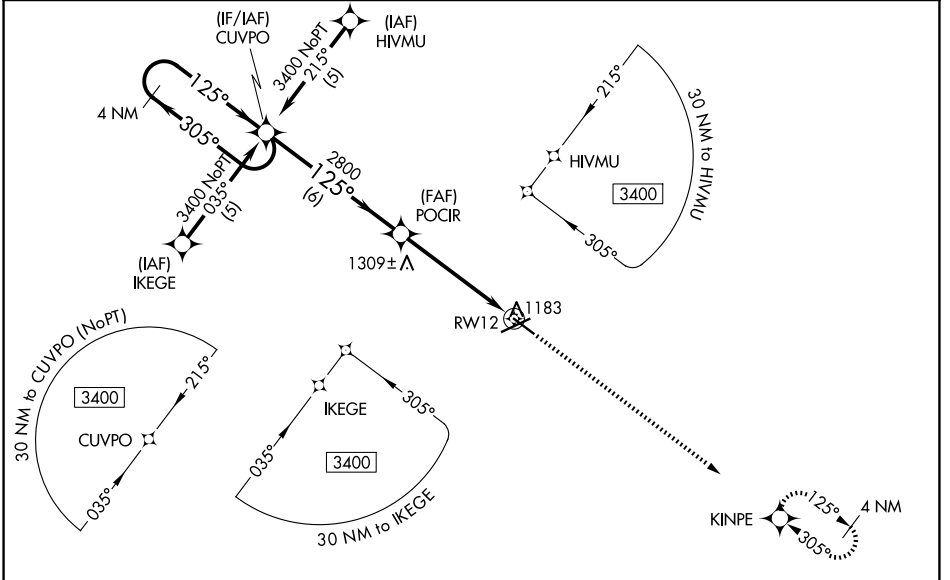 (IF/IAF)
CUVPO
(IAF)
HIVMU
3400 NoPT
215°
(5)
125°
4 NM
305°
3400 NoPT
035°
(5)
(IAF)
IKEGE
2800
125°
(6)
(FAF)
POCIR
1309±
RW12
1183
215°
HIVMU
3400
305°
30 NM to HIVMU
30 NM to CUVPO (NoPT)
3400
215°
CUVPO
035°
305°
IKEGE
035°
3400
30 NM to IKEGE
KINPE
125°
4 NM
305°